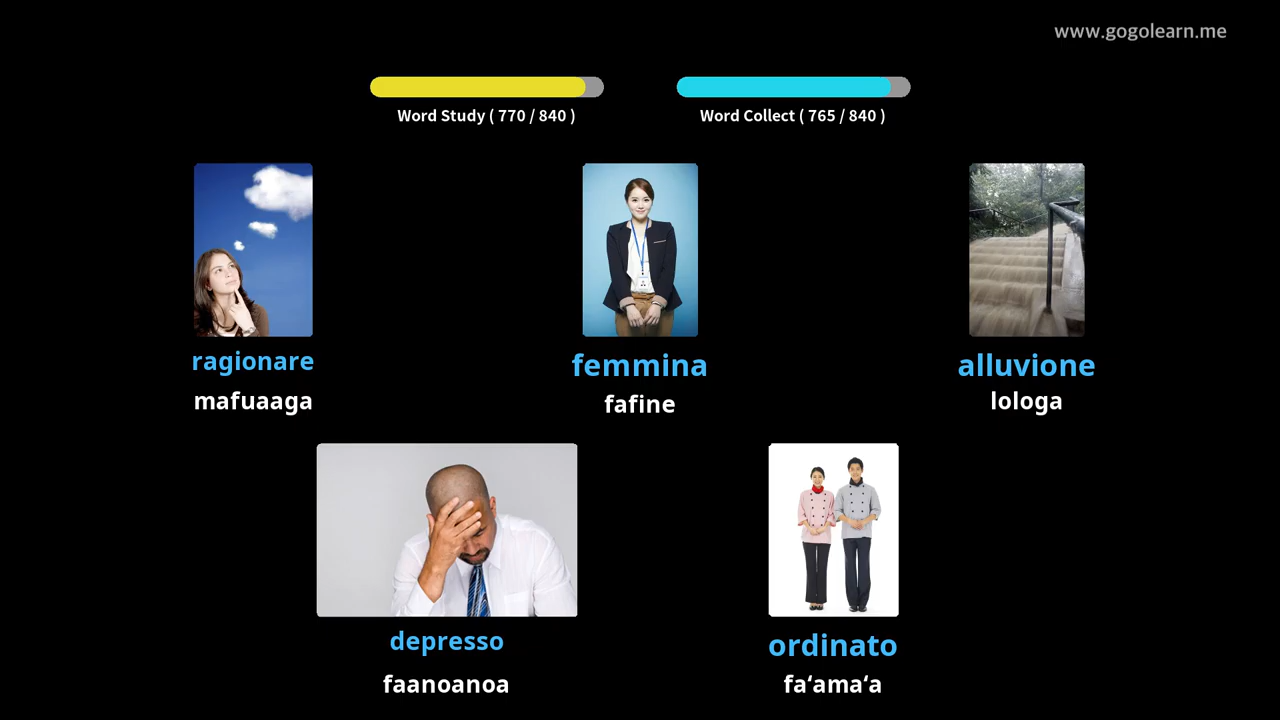 www.gogolearn.me
Word Study ( 770 / 840 )
Word Collect ( 765 / 840 )
ragionare
mafuaaga
femmina
fafine
alluvione
lologa
depresso
faanoanoa
ordinato
fa‘ama‘a